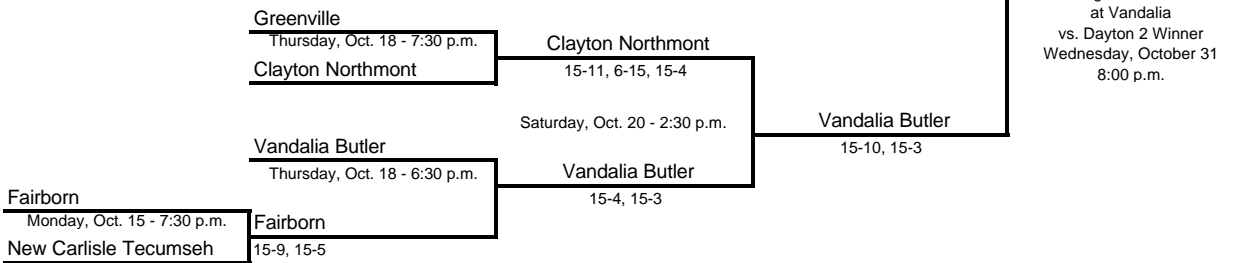 at Vandalia
vs. Dayton 2 Winner
Wednesday, October 31
8:00 p.m.
Greenville
Thursday, Oct. 18 - 7:30 p.m.
Clayton Northmont
Clayton Northmont
15-11, 6-15, 15-4
Saturday, Oct. 20 - 2:30 p.m.
Vandalia Butler
15-10, 15-3
Vandalia Butler
Thursday, Oct. 18 - 6:30 p.m.
Vandalia Butler
15-4, 15-3
Fairborn
Monday, Oct. 15 - 7:30 p.m.
Fairborn
New Carlisle Tecumseh
15-9, 15-5